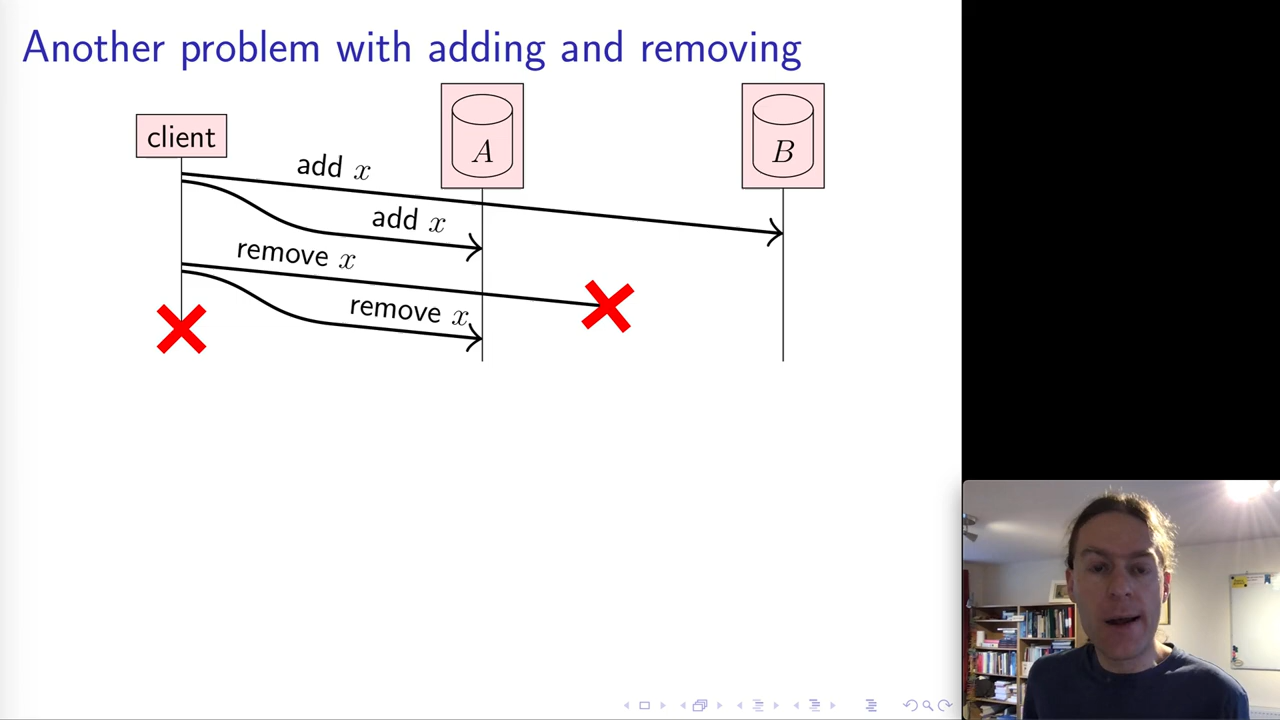 Another problem with adding and removing
client
A
B
add x
add x
remove x
remove x